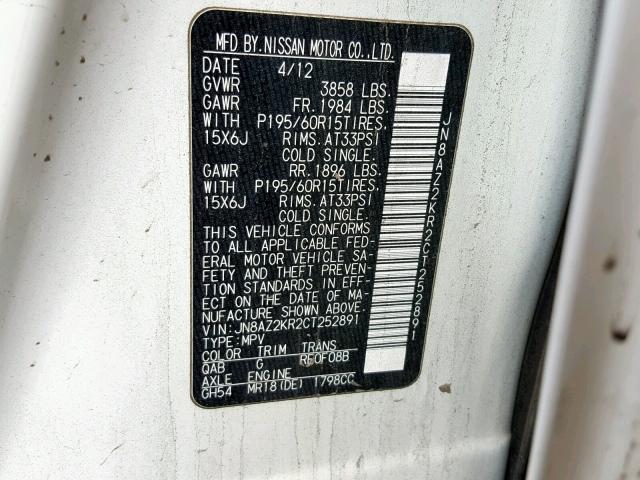 MFD BY.NISSAN MOTOR CO.,LTD.
DATE 4/12
GVWR 3858 LBS.
GAWR FR.1984 LBS.
WITH P195/60R15TIRES.
15X6J RIMS.AT33PSI
COLD SINGLE.
GAWR RR.1896 LBS.
WITH P195/60R15TIRES.
15X6J RIMS.AT33PSI
COLD SINGLE.
THIS VEHICLE CONFORMS
TO ALL APPLICABLE FED-
ERAL MOTOR VEHICLE SA-
FETY AND THEFT PREVEN-
TION STANDARDS IN EFF-
ECT ON THE DATE OF MA-
NUFACTURE SHOWN ABOVE.
VIN:JN8AZ2KR2CT252891
TYPE:MPV
COLOR TRIM TRANS
QAB G RE0F08B
AXLE ENGINE
GH54 MR18(DE) 1798CC
JN8AZ2KR2CT252891